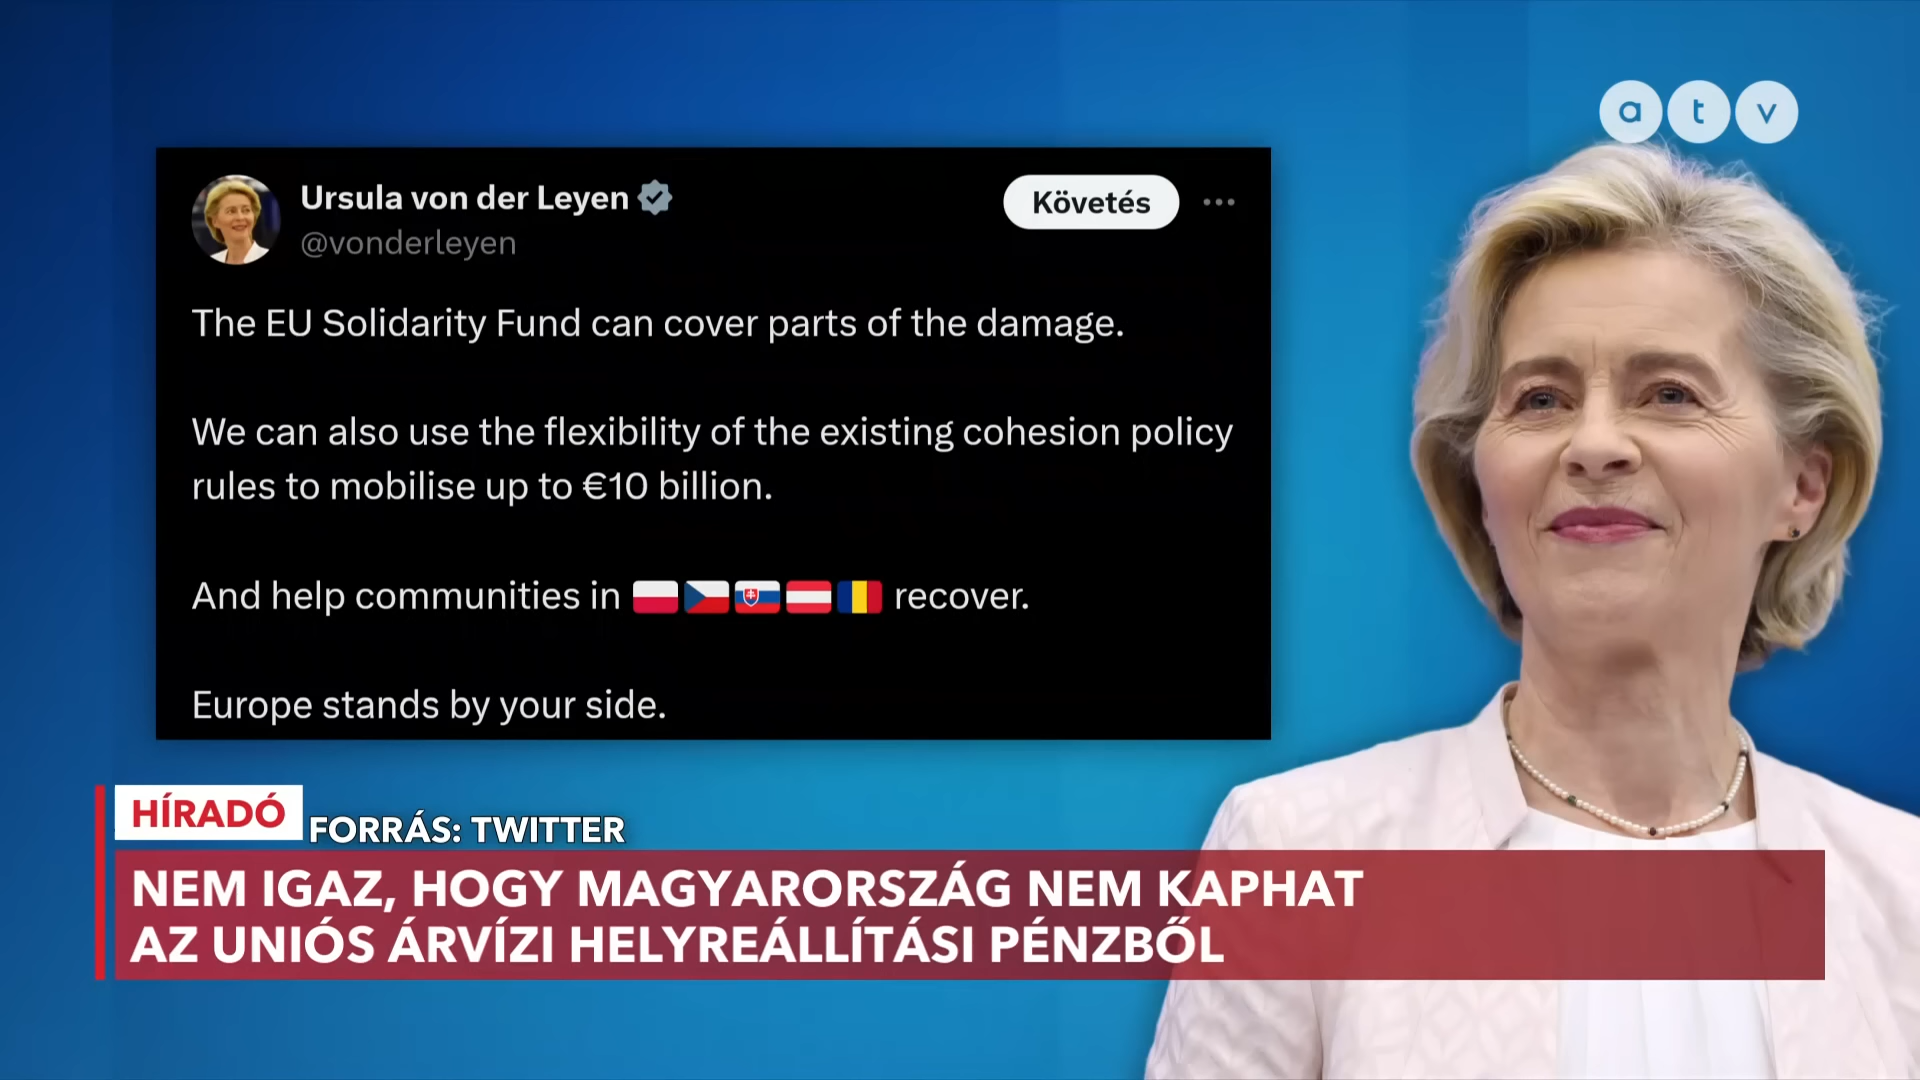 a t v
Ursula von der Leyen
Követés
@vonderleyen
The EU Solidarity Fund can cover parts of the damage.
We can also use the flexibility of the existing cohesion policy
rules to mobilise up to €10 billion.
And help communities in 🇵🇱🇨🇿🇸🇰🇦🇹🇷🇴 recover.
Europe stands by your side.
HÍRADÓ
FORRÁS: TWITTER
NEM IGAZ, HOGY MAGYARORSZÁG NEM KAPHAT
AZ UNIÓS ÁRVÍZI HELYREÁLLÍTÁSI PÉNZBŐL